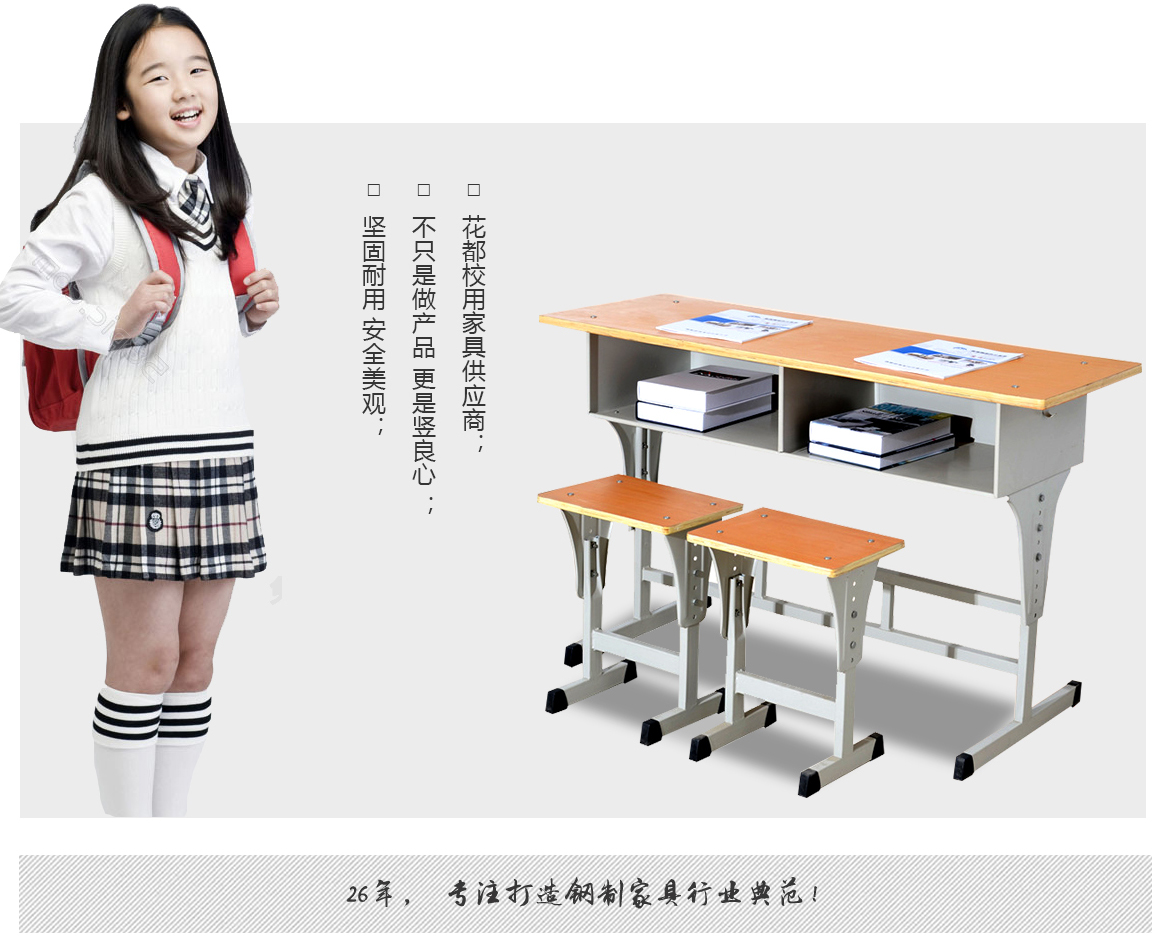 □ 花都校用家具供应商；
□ 不只是做产品 更是竖良心；
□ 坚固耐用 安全美观；
26年， 专注打造钢制家具行业典范！